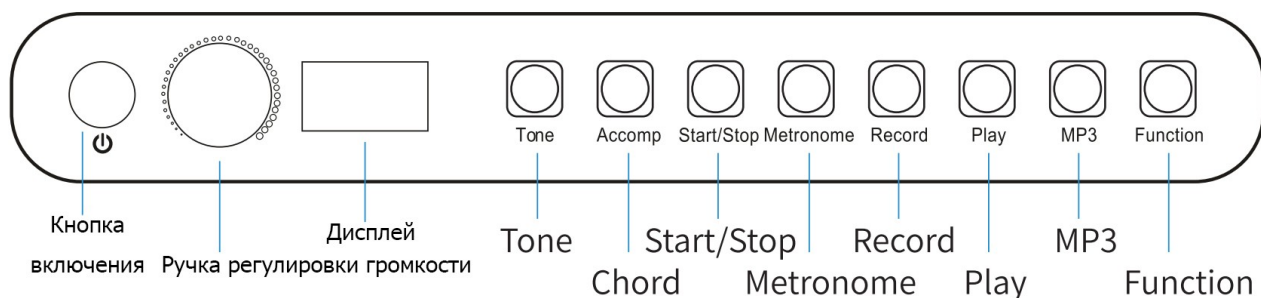 Tone Accomp Start/Stop Metronome Record Play MP3 Function
Кнопка
включения
Ручка регулировки громкости
Дисплей
Tone
Chord
Start/Stop
Metronome
Record
Play
MP3
Function